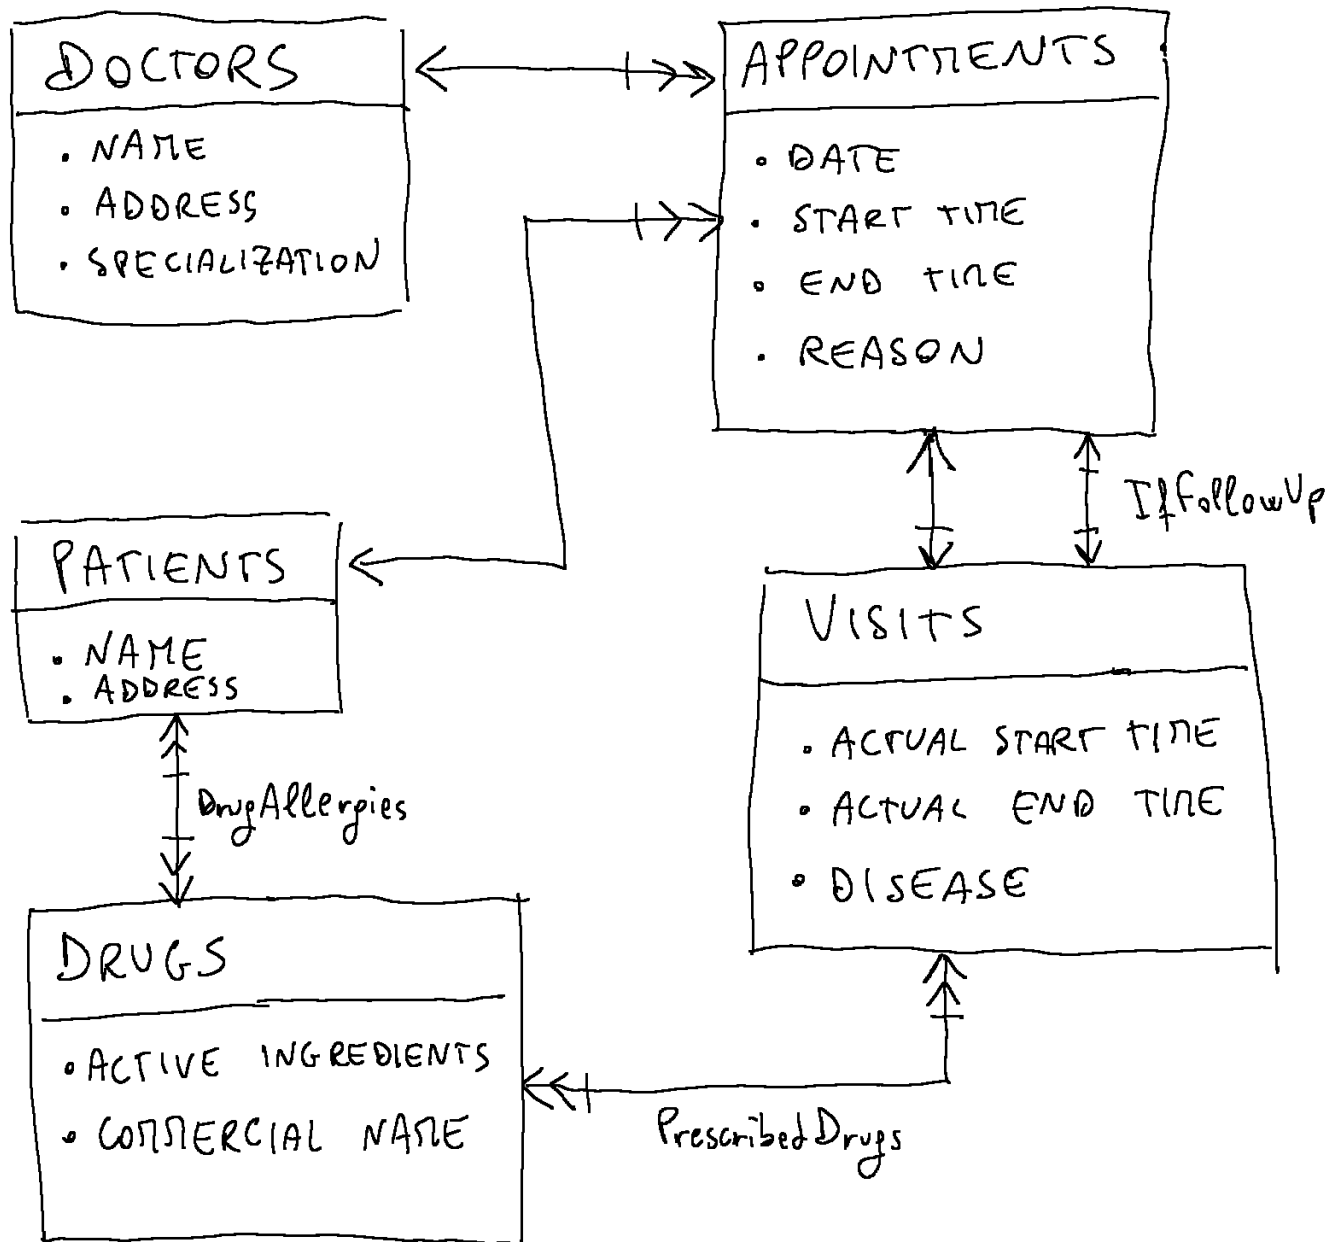 DOCTORS
• NAME
• ADDRESS
• SPECIALIZATION
APPOINTMENTS
• DATE
• START TIME
• END TIME
• REASON
IfFollowUp
PATIENTS
• NAME
• ADDRESS
VISITS
• ACTUAL START TIME
• ACTUAL END TIME
• DISEASE
DrugAllergies
DRUGS
• ACTIVE INGREDIENTS
• COMMERCIAL NAME
PrescribedDrugs